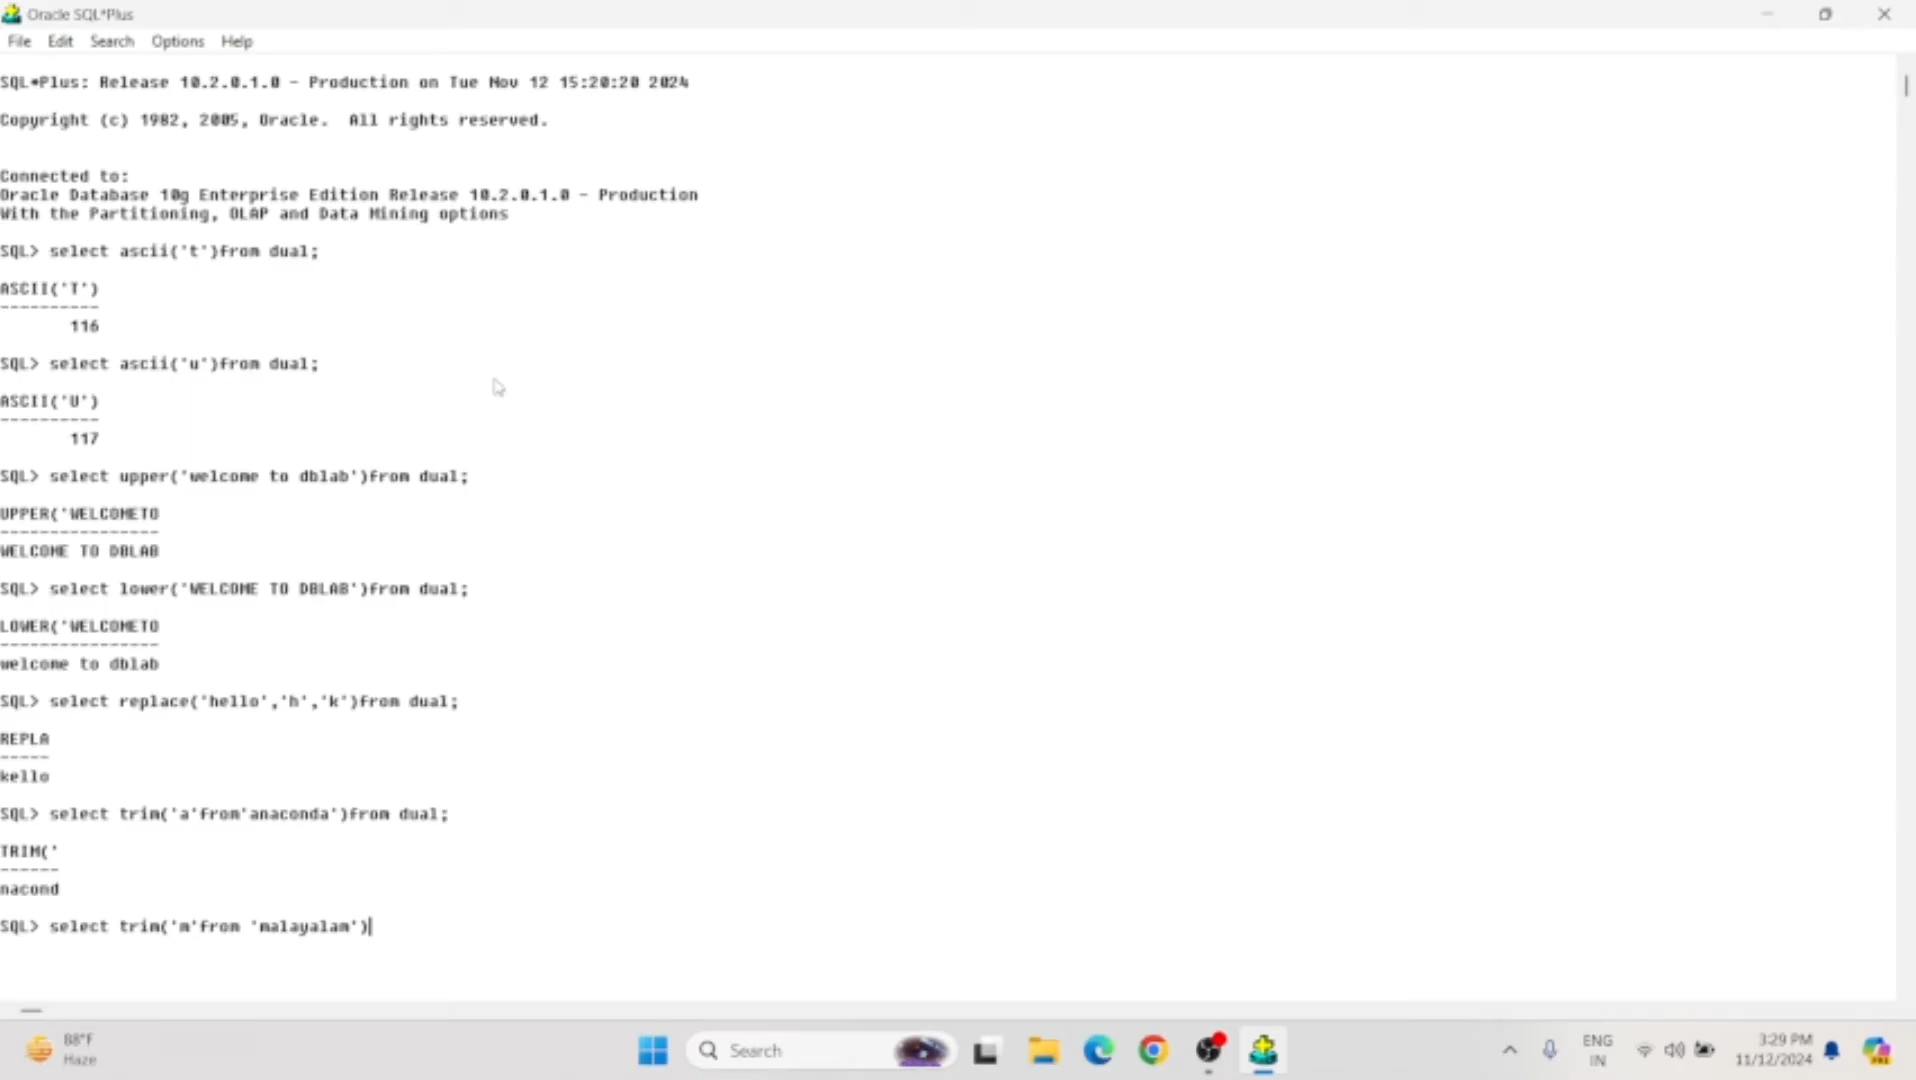 Oracle SQL*Plus
File Edit Search Options Help
SQL*Plus: Release 10.2.0.1.0 - Production on Tue Nov 12 15:20:20 2024
Copyright (c) 1982, 2005, Oracle.  All rights reserved.
Connected to:
Oracle Database 10g Enterprise Edition Release 10.2.0.1.0 - Production
With the Partitioning, OLAP and Data Mining options
SQL> select ascii('t')from dual;
ASCII('T')
----------
116
SQL> select ascii('u')from dual;
ASCII('U')
----------
117
SQL> select upper('welcome to dblab')from dual;
UPPER('WELCOMETO
----------------
WELCOME TO DBLAB
SQL> select lower('WELCOME TO DBLAB')from dual;
LOWER('WELCOMETO
----------------
welcome to dblab
SQL> select replace('hello','h','k')from dual;
REPLA
-----
kello
SQL> select trim('a'from'anaconda')from dual;
TRIM('
------
nacond
SQL> select trim('m'from 'malayalam')
88°F
Haze
Search
ENG
IN
3:29 PM
11/12/2024